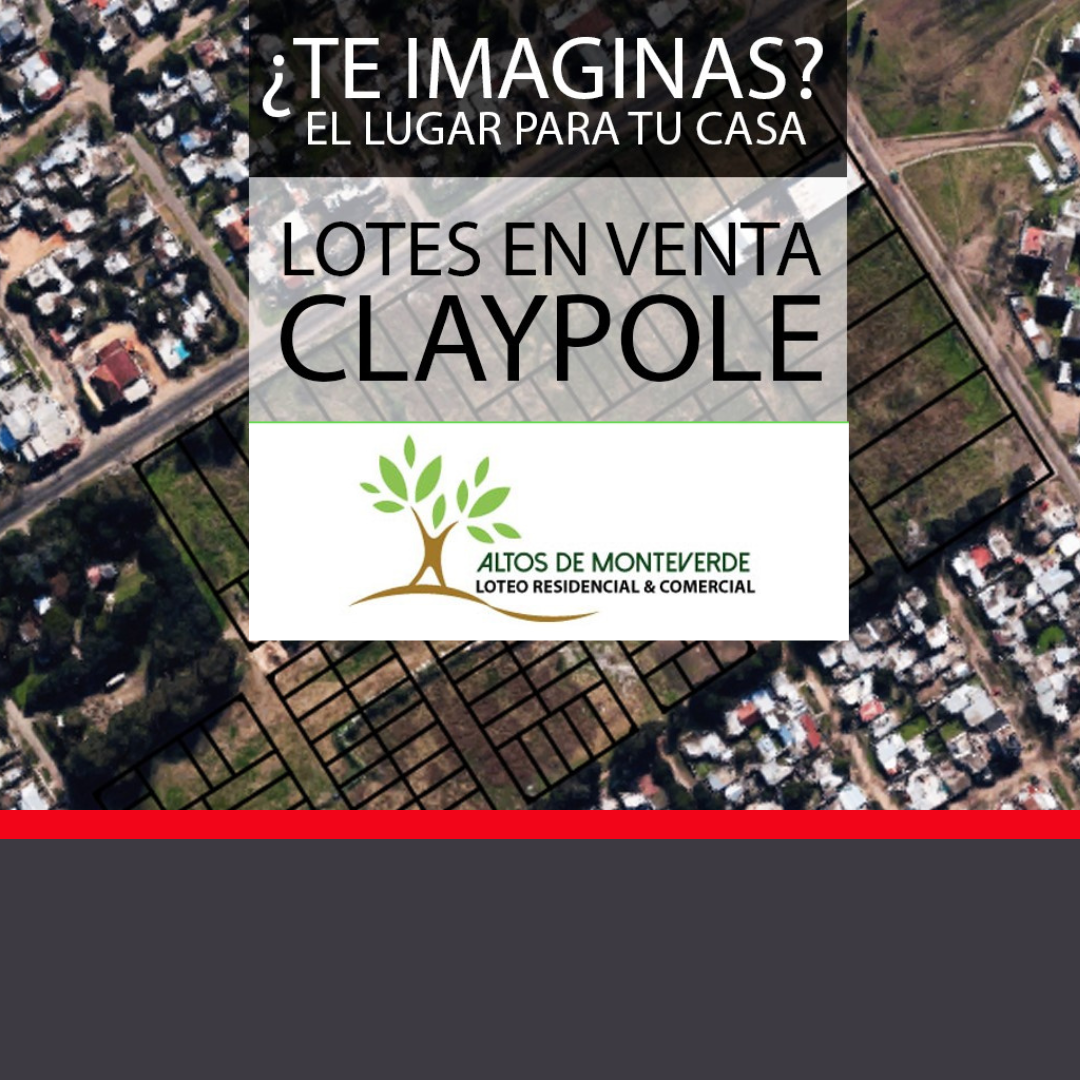 ¿TE IMAGINAS?
EL LUGAR PARA TU CASA
LOTES EN VENTA
CLAYPOLE
ALTOS DE MONTEVERDE
LOTEO RESIDENCIAL & COMERCIAL